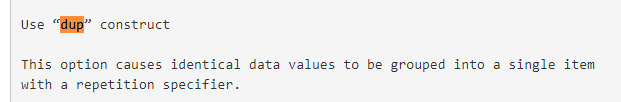 Use “dup” construct
This option causes identical data values to be grouped into a single item
with a repetition specifier.